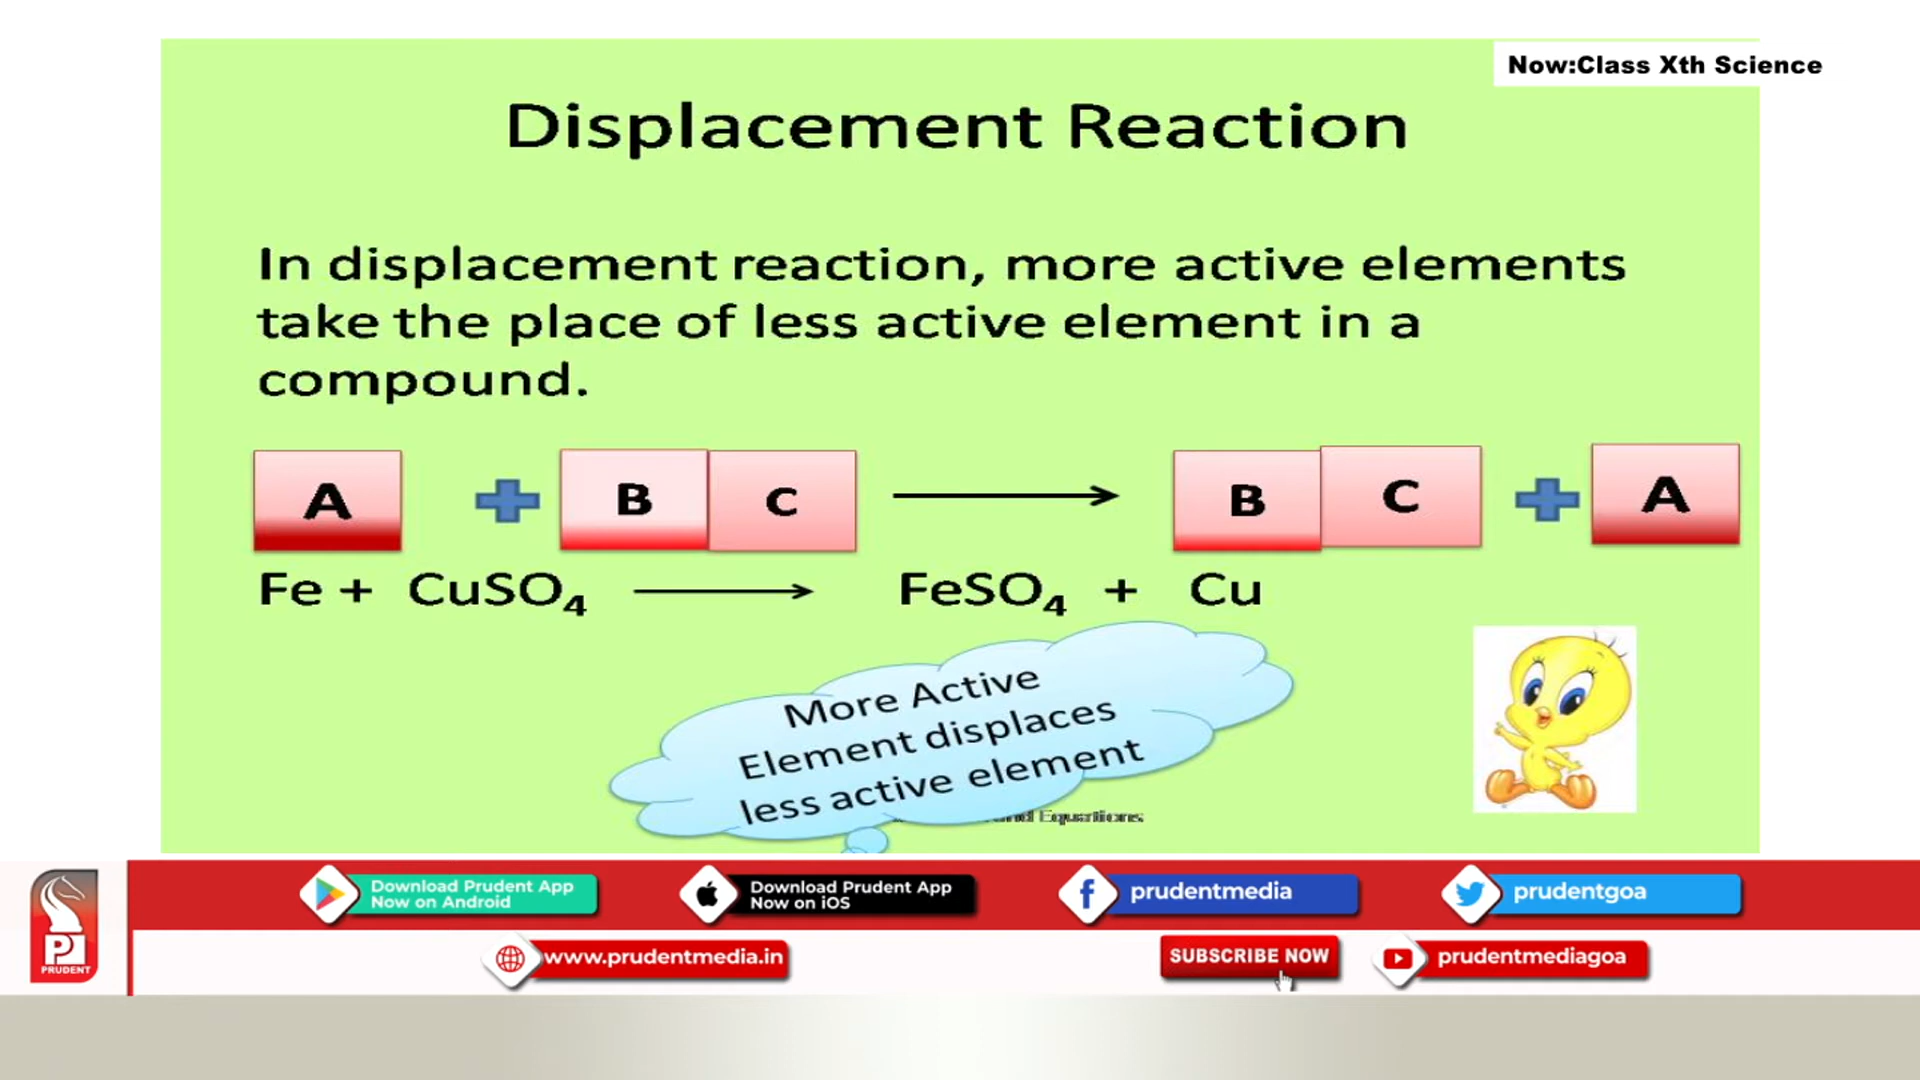 Now:Class Xth Science
Displacement Reaction
In displacement reaction, more active elements
take the place of less active element in a
compound.
A B C B C A
Fe + CuSO₄ ⟶ FeSO₄ + Cu
More Active
Element displaces
less active element
and Equations
Download Prudent App
Now on Android
Download Prudent App
Now on iOS
prudentmedia
prudentgoa
PRUDENT
www.prudentmedia.in
SUBSCRIBE NOW
prudentmediagoa